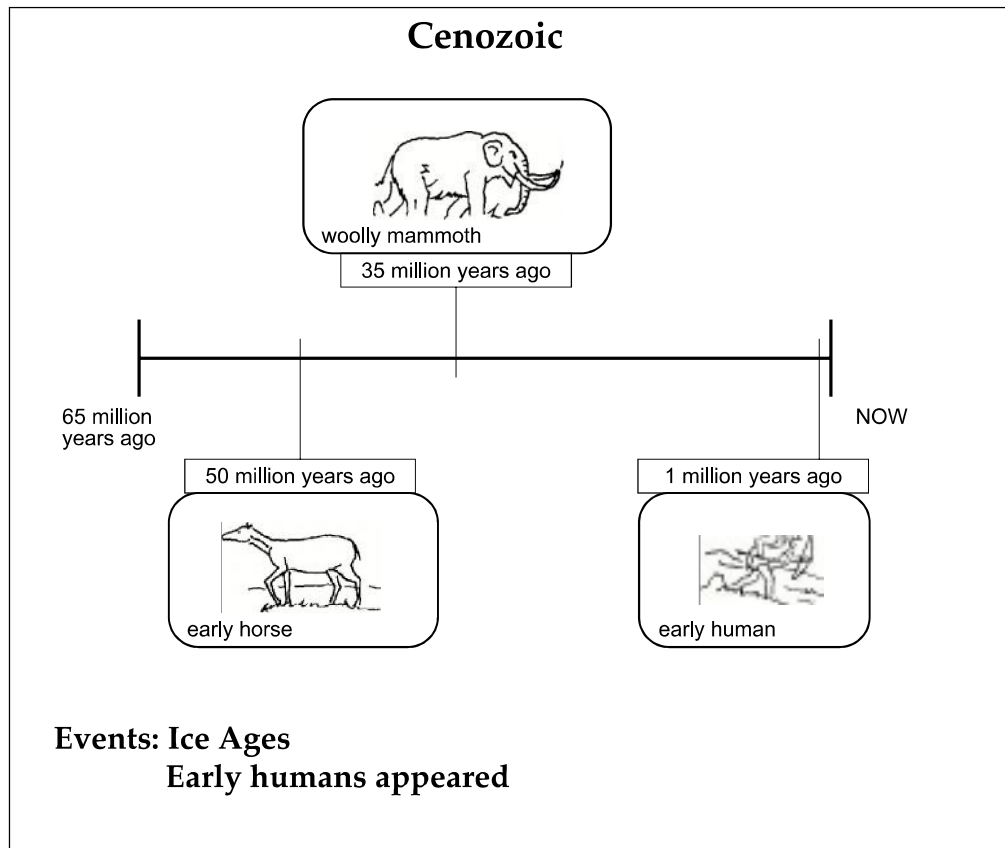 Cenozoic
woolly mammoth
35 million years ago
65 million
years ago
NOW
50 million years ago
early horse
1 million years ago
early human
Events: Ice Ages
Early humans appeared